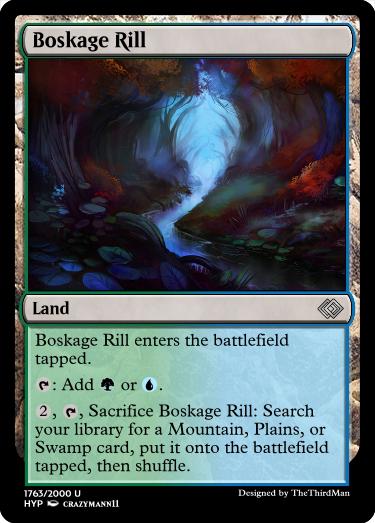 Boskage Rill
Land
Boskage Rill enters the battlefield
tapped.
: Add or .
2, , Sacrifice Boskage Rill: Search
your library for a Mountain, Plains, or
Swamp card, put it onto the battlefield
tapped, then shuffle.
1763/2000 U
HYP CRAZYMANN11
Designed by TheThirdMan